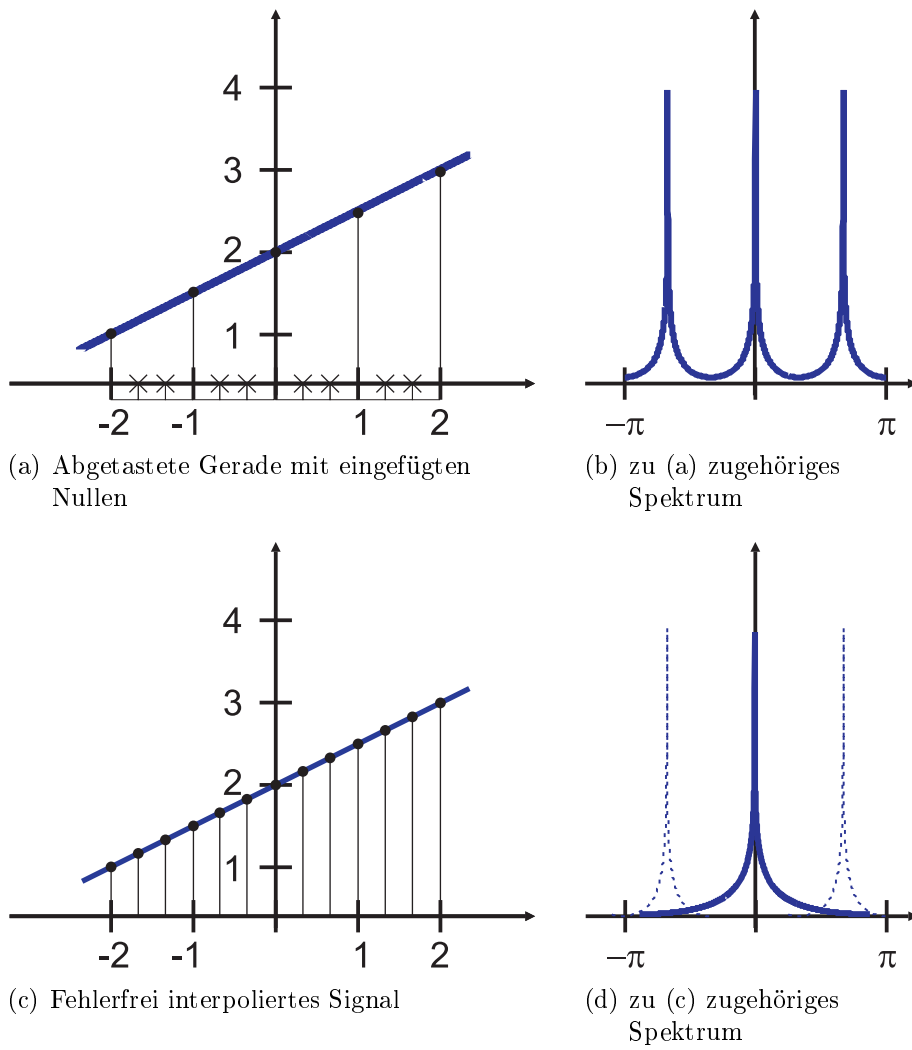 4
3
2
1
-2 -1 1 2
−π π
(a) Abgetastete Gerade mit eingefügten
Nullen
(b) zu (a) zugehöriges
Spektrum
4
3
2
1
-2 -1 1 2
−π π
(c) Fehlerfrei interpoliertes Signal
(d) zu (c) zugehöriges
Spektrum